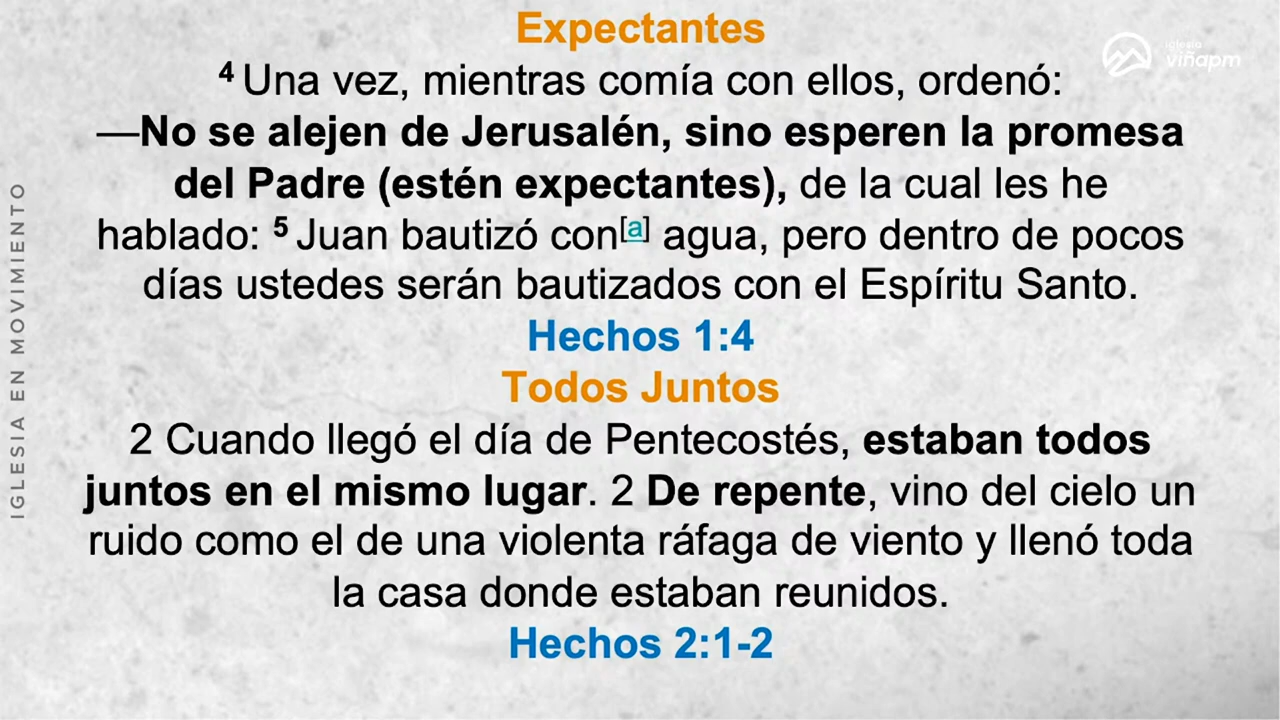 Expectantes
iglesia
viñapm
4 Una vez, mientras comía con ellos, ordenó:
—No se alejen de Jerusalén, sino esperen la promesa
del Padre (estén expectantes), de la cual les he
hablado: 5 Juan bautizó con[a] agua, pero dentro de pocos
días ustedes serán bautizados con el Espíritu Santo.
Hechos 1:4
Todos Juntos
2 Cuando llegó el día de Pentecostés, estaban todos
juntos en el mismo lugar. 2 De repente, vino del cielo un
ruido como el de una violenta ráfaga de viento y llenó toda
la casa donde estaban reunidos.
Hechos 2:1-2
IGLESIA EN MOVIMIENTO